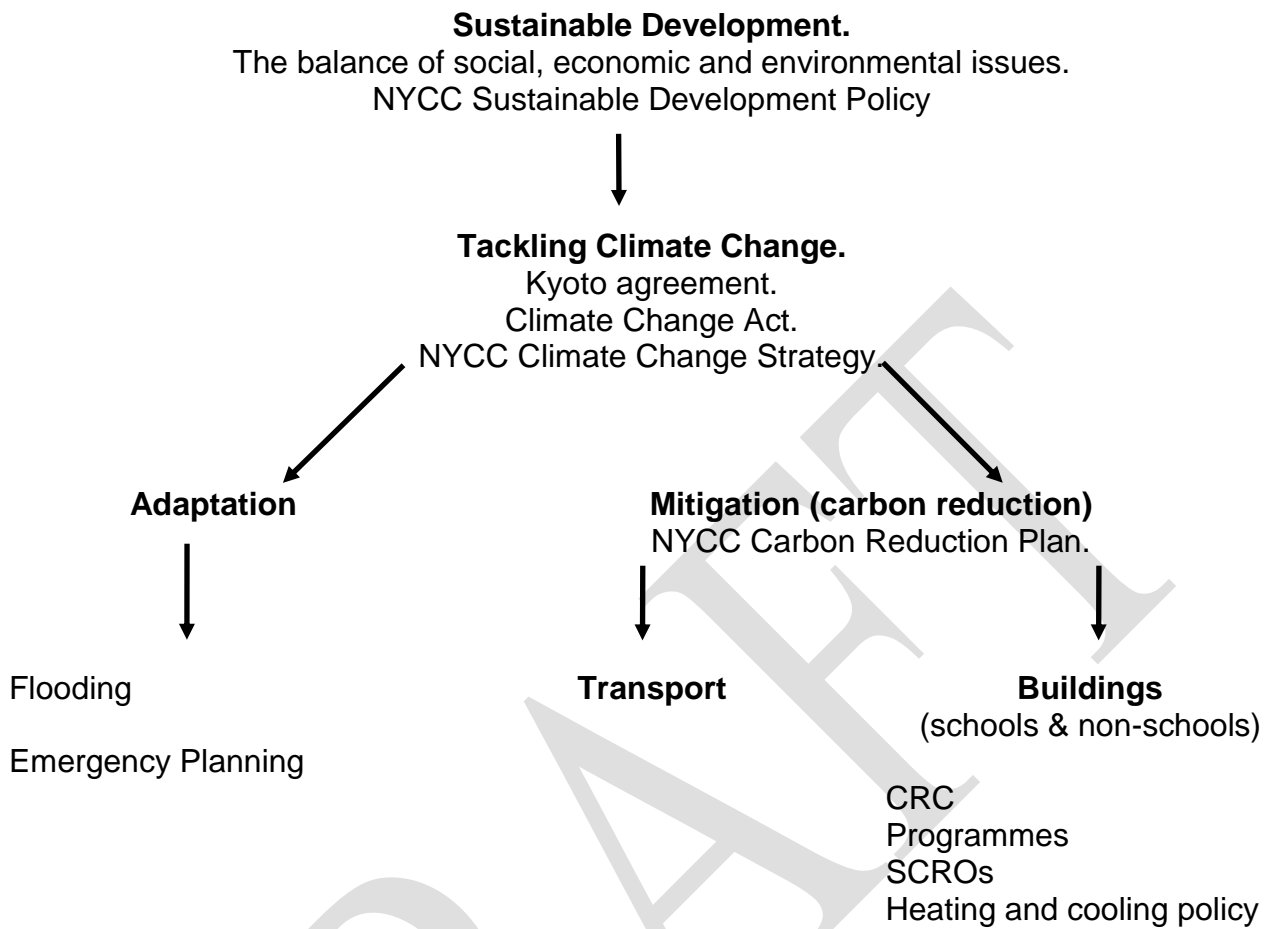 Sustainable Development.
The balance of social, economic and environmental issues.
NYCC Sustainable Development Policy
Tackling Climate Change.
Kyoto agreement.
Climate Change Act.
NYCC Climate Change Strategy.
Adaptation
Mitigation (carbon reduction)
NYCC Carbon Reduction Plan.
Flooding
Emergency Planning
Transport
Buildings
(schools & non-schools)
CRC
Programmes
SCROs
Heating and cooling policy
DRAFT